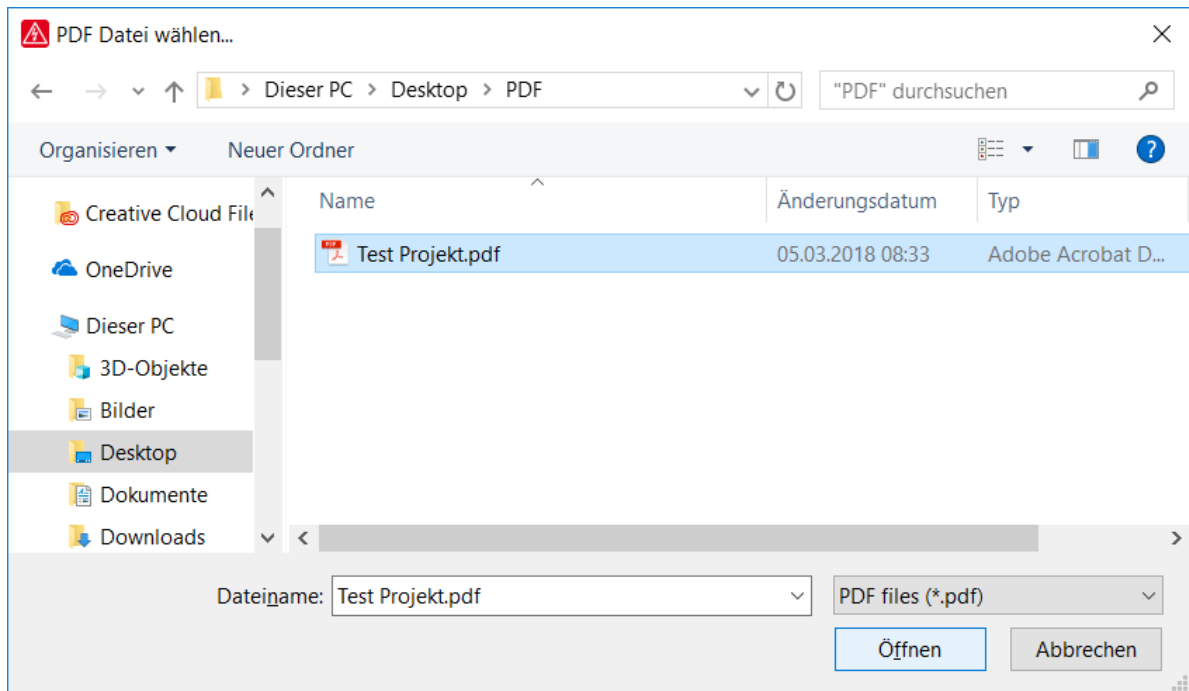 PDF Datei wählen...
Dieser PC > Desktop > PDF
"PDF" durchsuchen
Organisieren
Neuer Ordner
?
Creative Cloud File
OneDrive
Dieser PC
3D-Objekte
Bilder
Desktop
Dokumente
Downloads
Name Änderungsdatum Typ
Test Projekt.pdf 05.03.2018 08:33 Adobe Acrobat D...
Dateiname: Test Projekt.pdf
PDF files (*.pdf)
Öffnen
Abbrechen